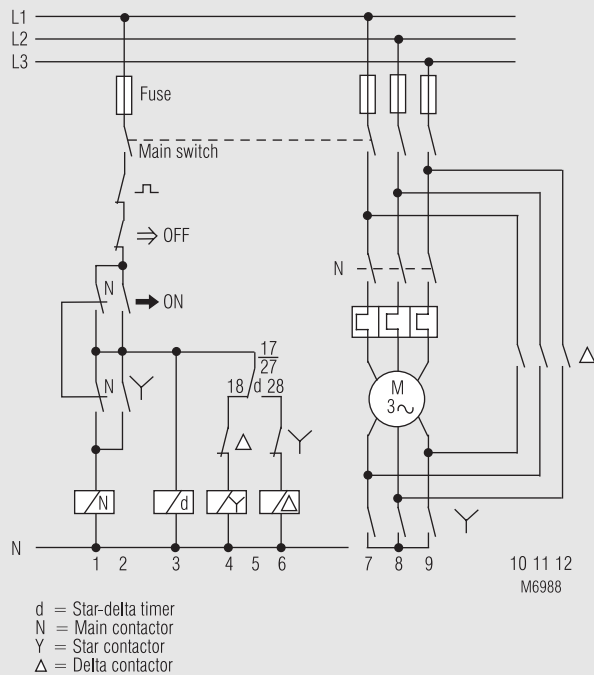 L1
L2
L3
Fuse
Main switch
OFF
N
ON
N
17
27
N Y
18 d 28
Δ
Y
M
3~
Δ
N
d
Y
Δ
Y
N
1 2 3 4 5 6 7 8 9 10 11 12
M6988
d = Star-delta timer
N = Main contactor
Y = Star contactor
Δ = Delta contactor